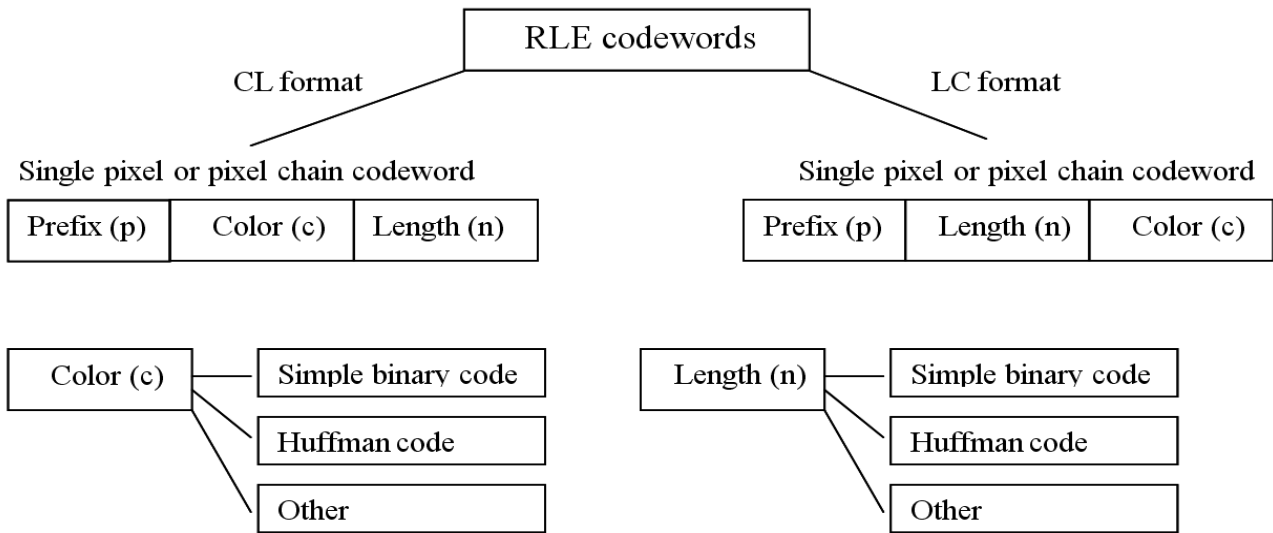 RLE codewords
CL format
LC format
Single pixel or pixel chain codeword
Single pixel or pixel chain codeword
Prefix (p) Color (c) Length (n)
Prefix (p) Length (n) Color (c)
Color (c)
Simple binary code
Huffman code
Other
Length (n)
Simple binary code
Huffman code
Other